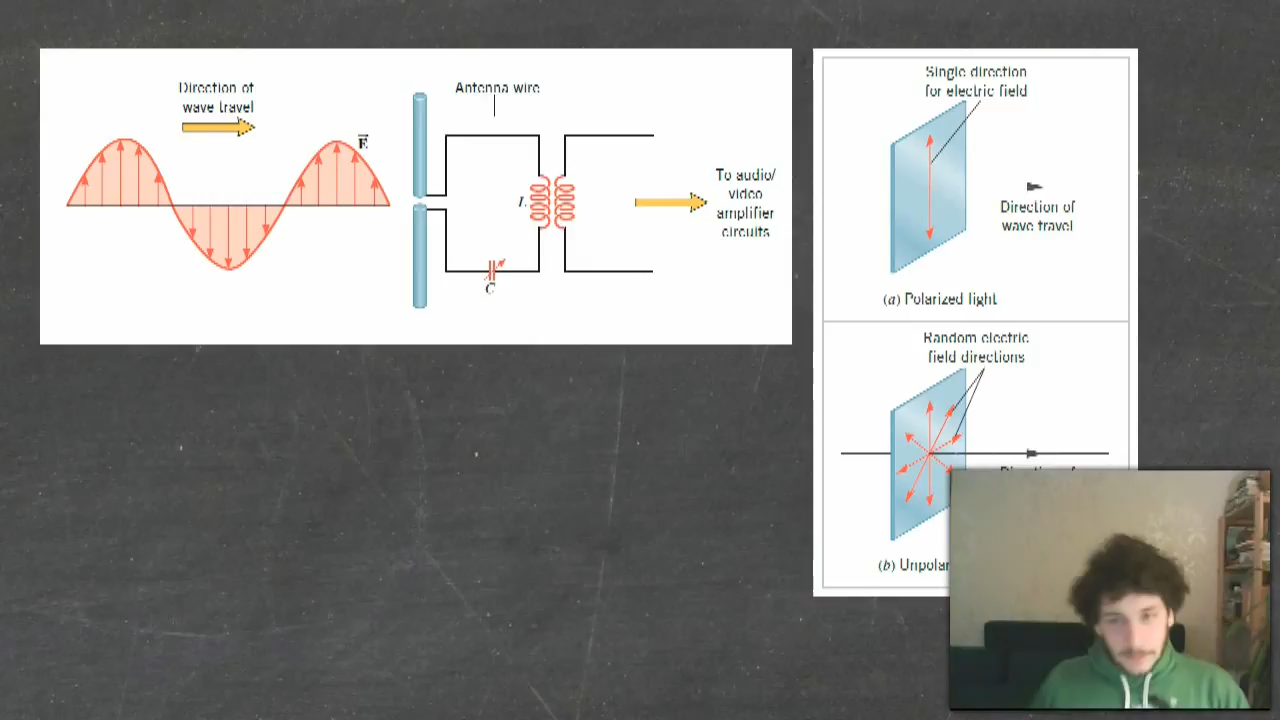 Direction of
wave travel
E
Antenna wire
L
C
To audio/
video
amplifier
circuits
Single direction
for electric field
Direction of
wave travel
(a) Polarized light
Random electric
field directions
(b)